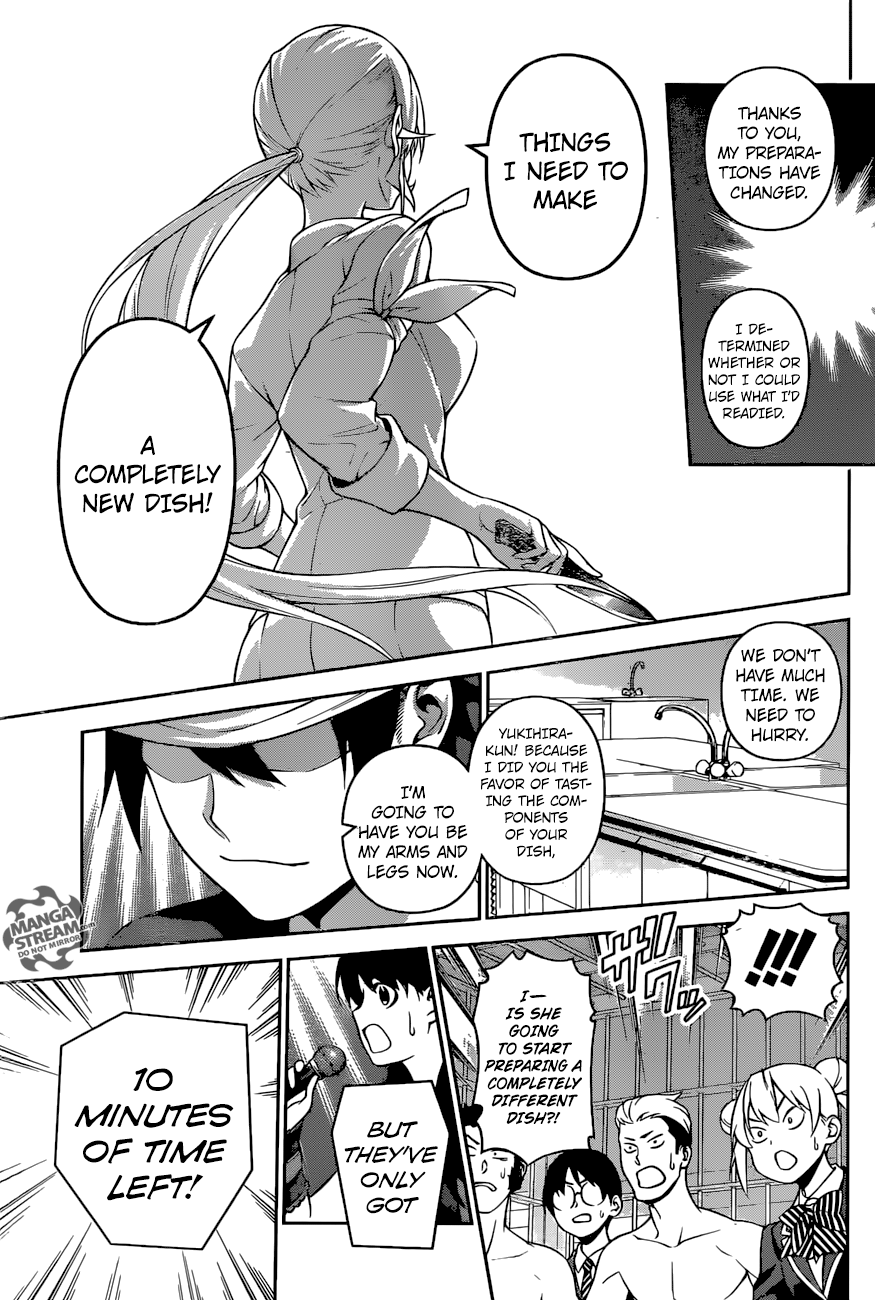 THANKS
TO YOU,
MY PREPARA-
TIONS HAVE
CHANGED.
I DE-
TERMINED
WHETHER OR
NOT I COULD
USE WHAT I'D
READIED.
THINGS
I NEED TO
MAKE
A
COMPLETELY
NEW DISH!
WE DON'T
HAVE MUCH
TIME. WE
NEED TO
HURRY.
YUKIHIRA-
KUN! BECAUSE
I DID YOU THE
FAVOR OF TAST-
ING THE COM-
PONENTS
OF YOUR
DISH,
I'M
GOING TO
HAVE YOU BE
MY ARMS AND
LEGS NOW.
!!!
ザワッ
I—
IS SHE
GOING
TO START
PREPARING A
COMPLETELY
DIFFERENT
DISH?!
BUT
THEY'VE
ONLY
GOT
10
MINUTES
OF TIME
LEFT!
MANGA
STREAM.com
DO NOT MIRROR